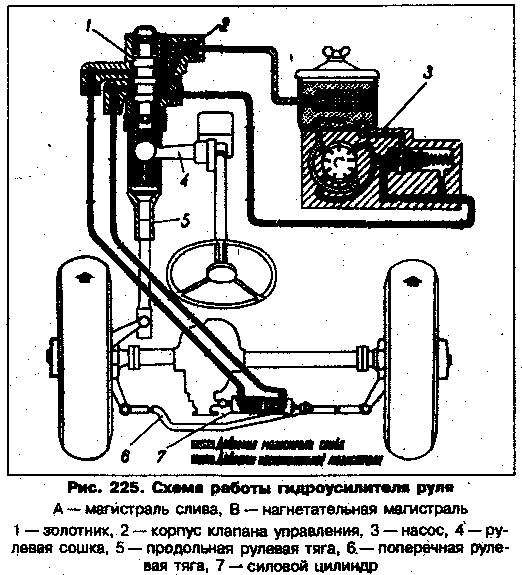 1
2
3
4
5
6
7
Рис. 225. Схема работы гидроусилителя руля
А — магистраль слива, В — нагнетательная магистраль
1 — золотник, 2 — корпус клапана управления, 3 — насос, 4 — ру-
левая сошка, 5 — продольная рулевая тяга, 6 — поперечная руле-
вая тяга, 7 — силовой цилиндр